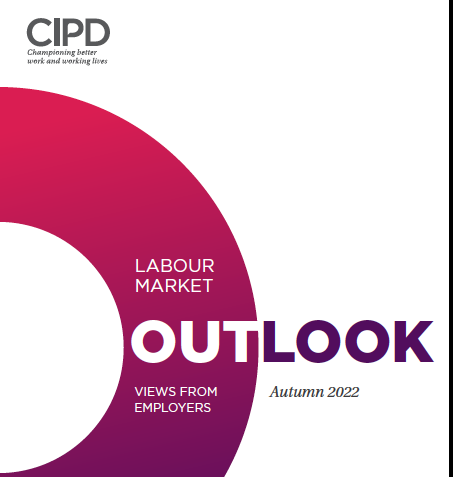 CIPD
Championing better
work and working lives
LABOUR
MARKET
OUTLOOK
VIEWS FROM
EMPLOYERS
Autumn 2022